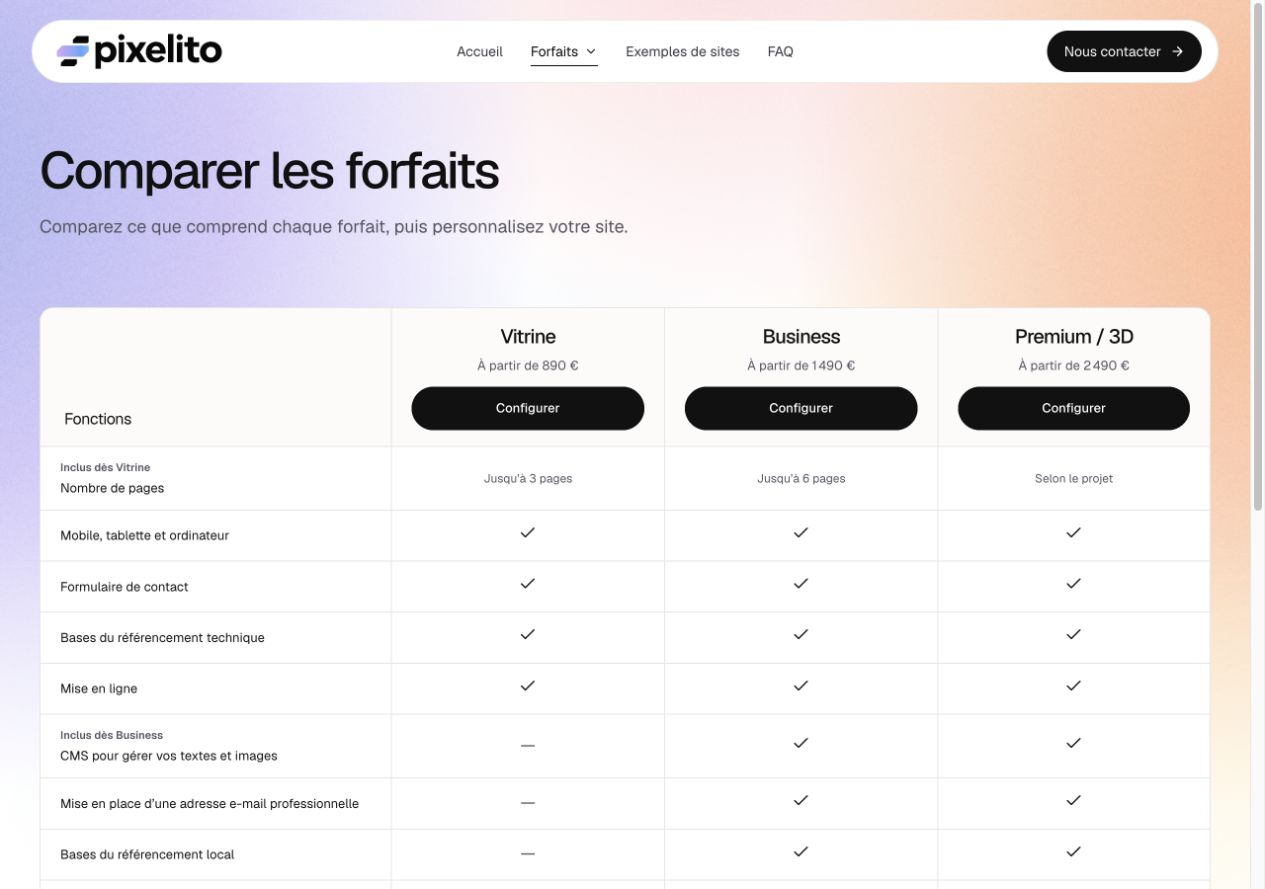 pixelito
Accueil Forfaits Exemples de sites FAQ Nous contacter →
Comparer les forfaits
Comparez ce que comprend chaque forfait, puis personnalisez votre site.
Vitrine Business Premium / 3D
À partir de 890 € À partir de 1 490 € À partir de 2 490 €
Configurer Configurer Configurer
Fonctions
Inclus dès Vitrine
Nombre de pages Jusqu'à 3 pages Jusqu'à 6 pages Selon le projet
Mobile, tablette et ordinateur ✓ ✓ ✓
Formulaire de contact ✓ ✓ ✓
Bases du référencement technique ✓ ✓ ✓
Mise en ligne ✓ ✓ ✓
Inclus dès Business
CMS pour gérer vos textes et images — ✓ ✓
Mise en place d'une adresse e-mail professionnelle — ✓ ✓
Bases du référencement local — ✓ ✓